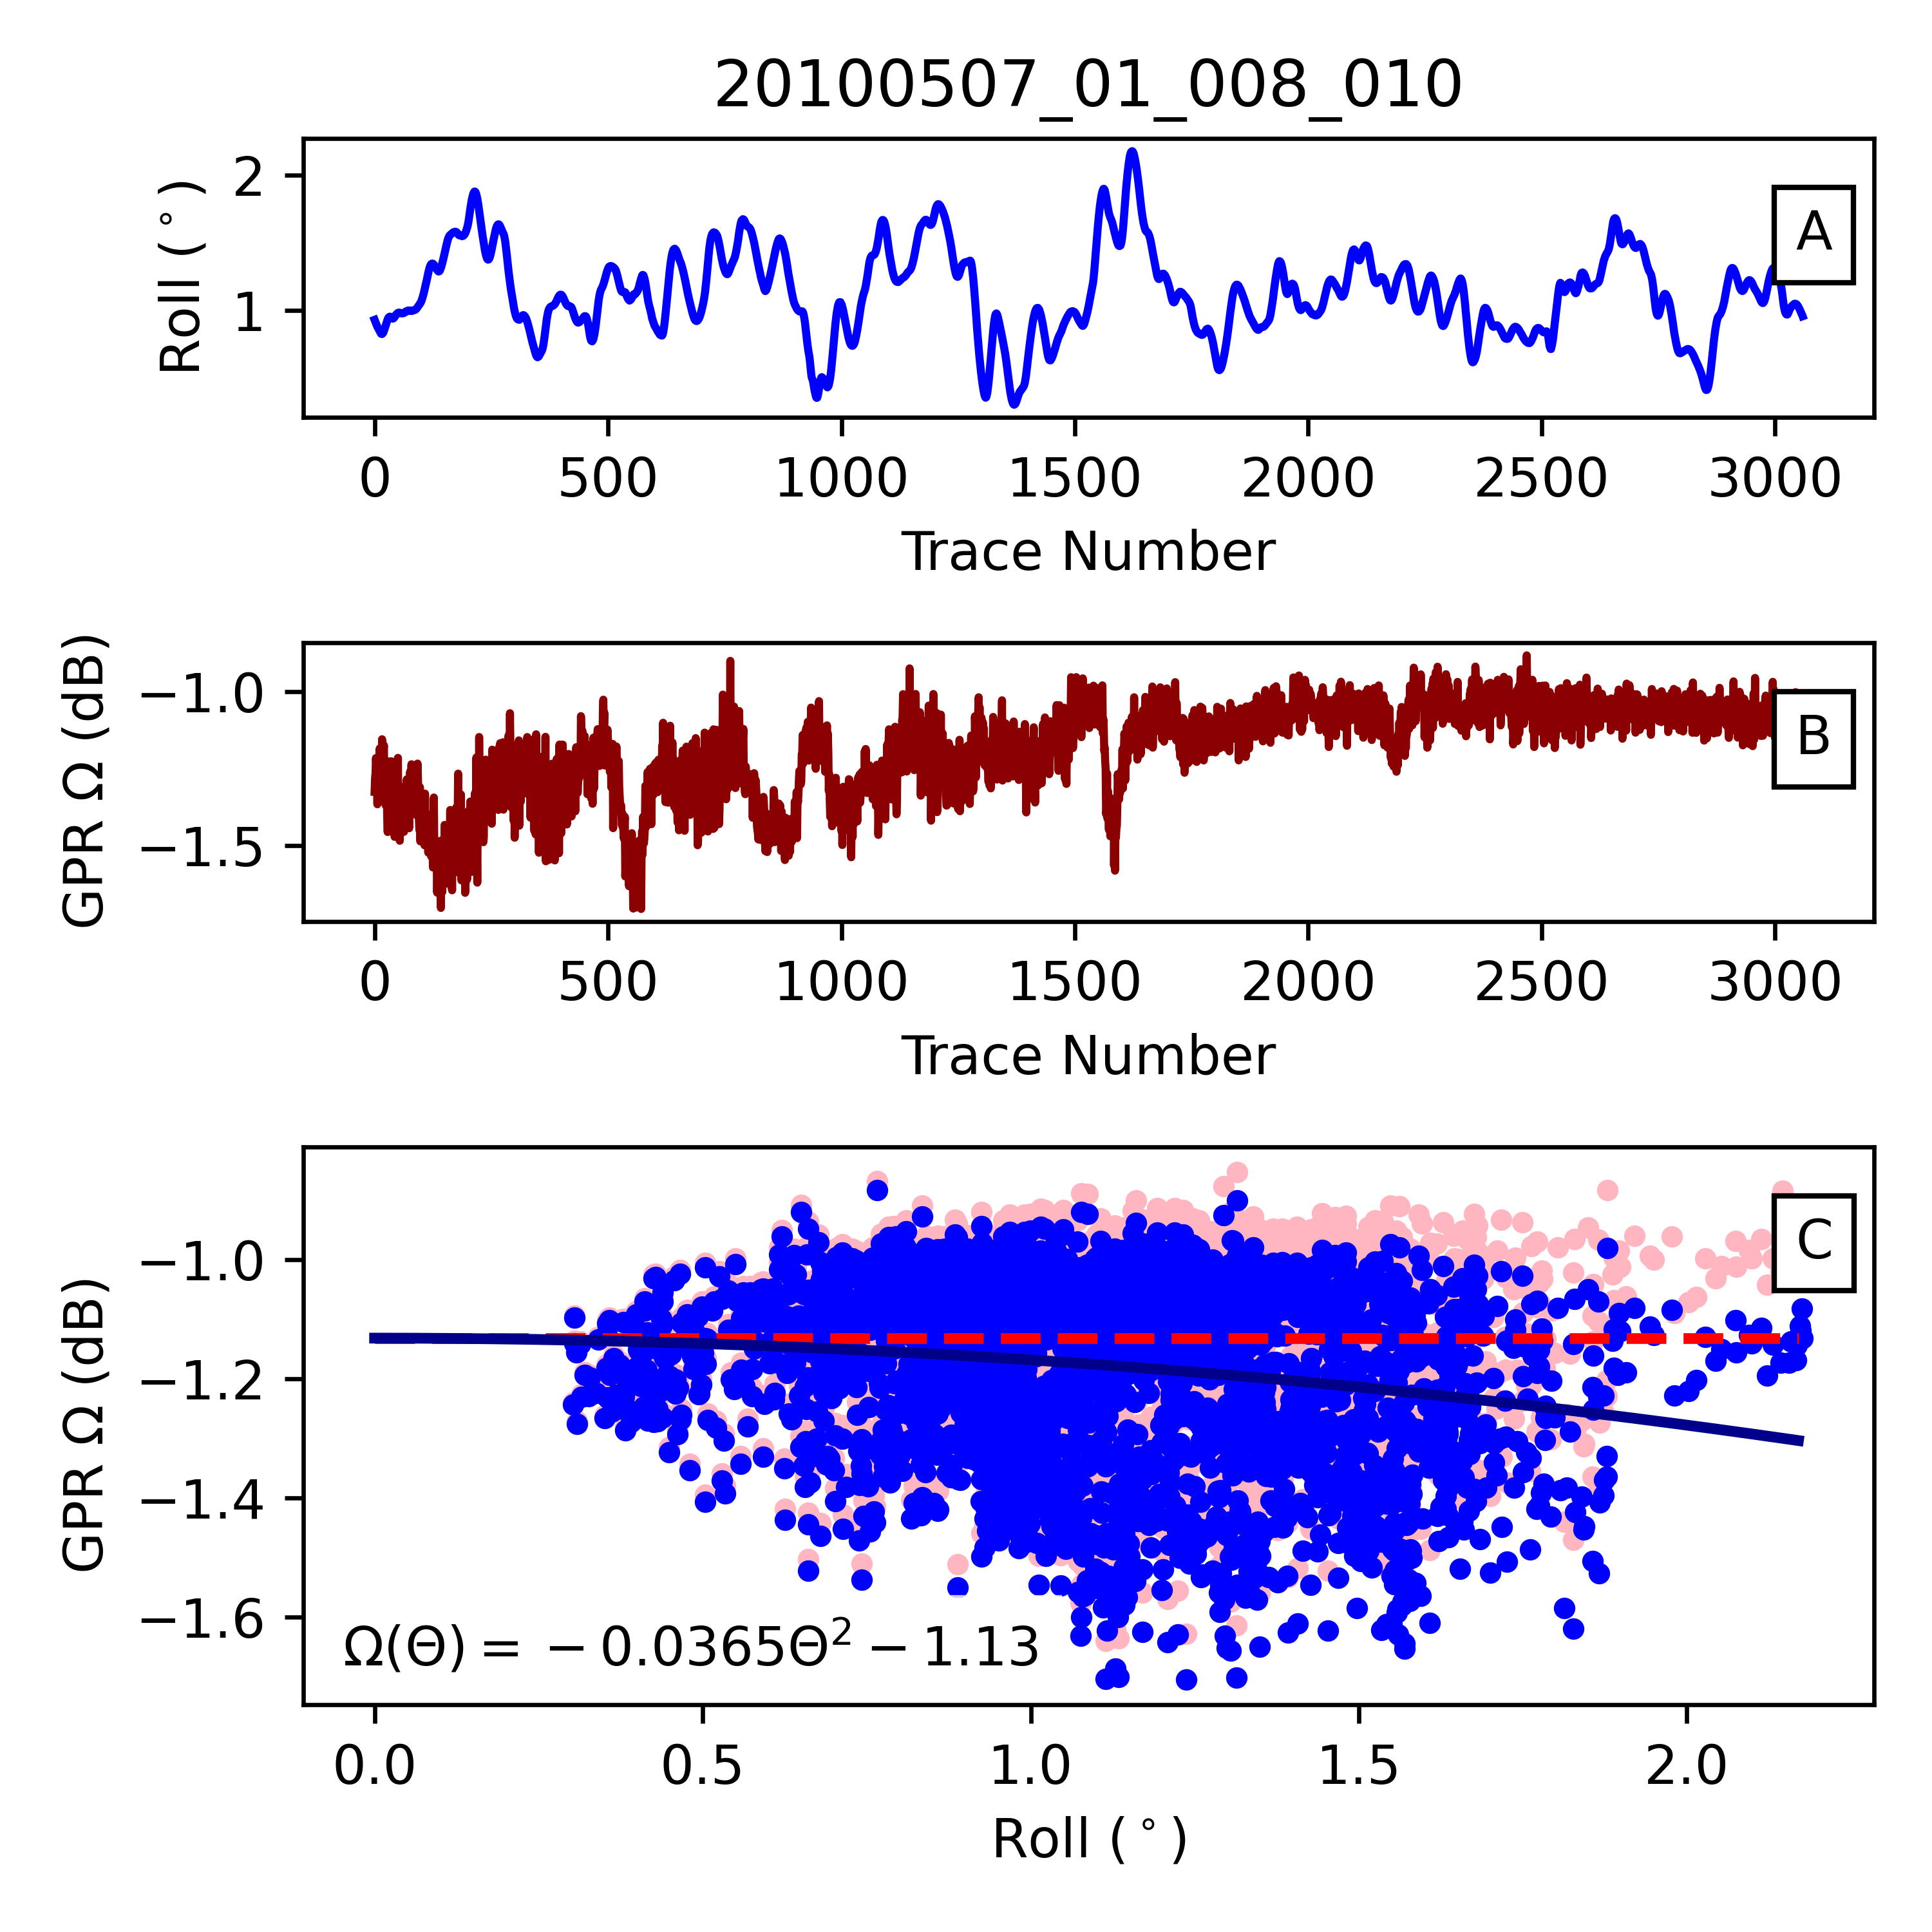 20100507_01_008_010
Roll (°)
2
1
A
0 500 1000 1500 2000 2500 3000
Trace Number
GPR Ω (dB)
−1.0
−1.5
B
0 500 1000 1500 2000 2500 3000
Trace Number
GPR Ω (dB)
−1.0
−1.2
−1.4
−1.6
C
Ω(Θ) = −0.0365Θ² − 1.13
0.0 0.5 1.0 1.5 2.0
Roll (°)